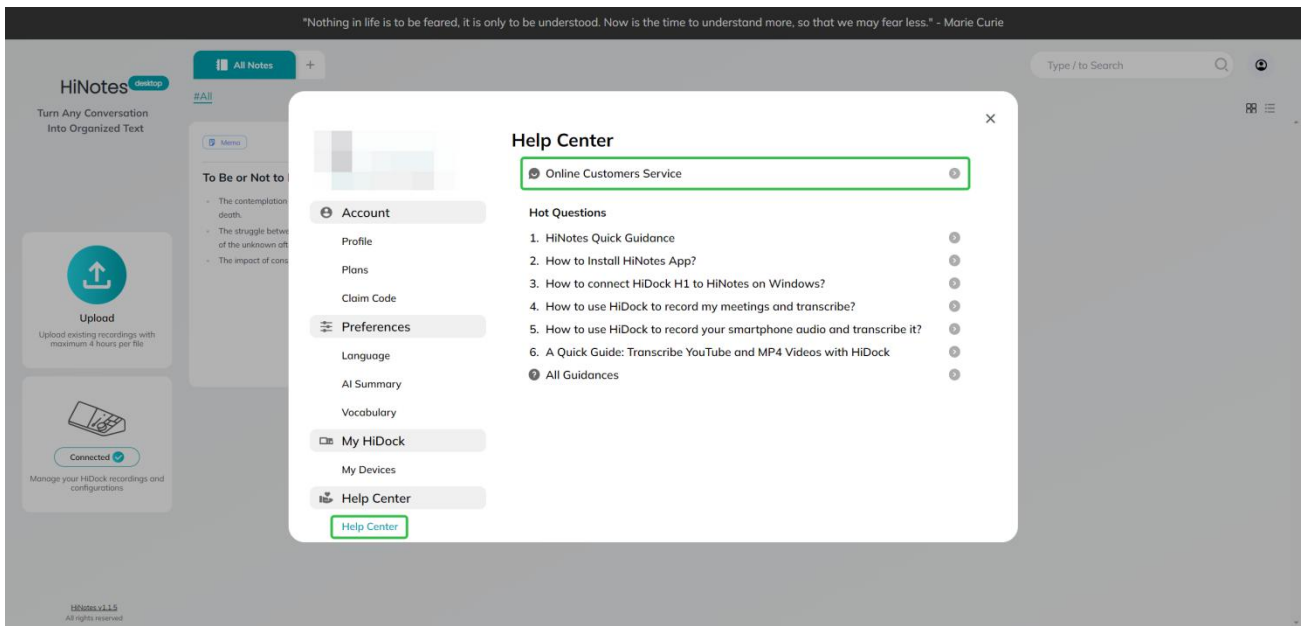 "Nothing in life is to be feared, it is only to be understood. Now is the time to understand more, so that we may fear less." - Marie Curie
HiNotes desktop
Turn Any Conversation
Into Organized Text
All Notes
+
Type / to Search
#All
Memo
To Be or Not to
- The contemplation
death.
- The struggle betwe
of the unknown aft
- The impact of cons
Upload
Upload existing recordings with
maximum 4 hours per file
Connected
Manage your HiDock recordings and
configurations
HiNotes v1.1.5
All rights reserved
Account
Profile
Plans
Claim Code
Preferences
Language
AI Summary
Vocabulary
My HiDock
My Devices
Help Center
Help Center
Help Center
Online Customers Service
Hot Questions
1. HiNotes Quick Guidance
2. How to Install HiNotes App?
3. How to connect HiDock H1 to HiNotes on Windows?
4. How to use HiDock to record my meetings and transcribe?
5. How to use HiDock to record your smartphone audio and transcribe it?
6. A Quick Guide: Transcribe YouTube and MP4 Videos with HiDock
All Guidances